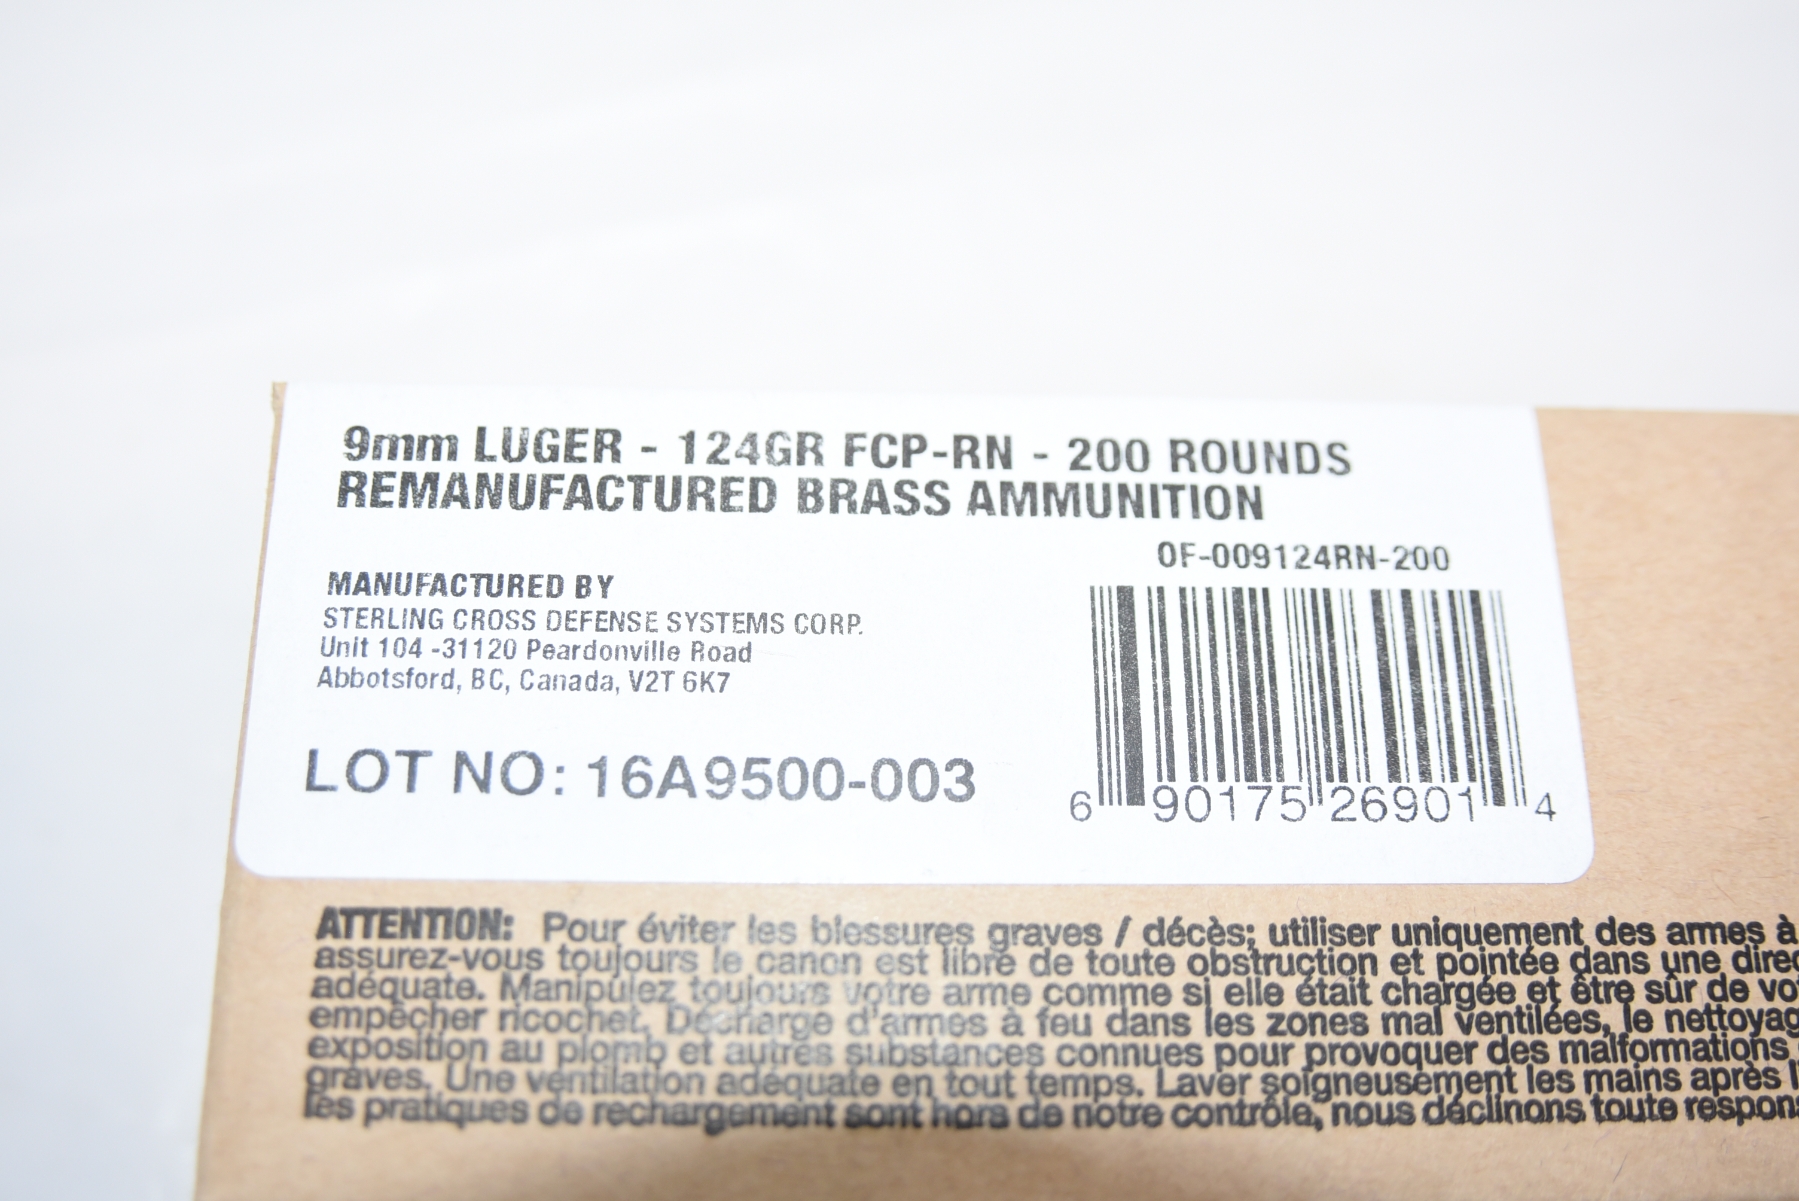 9mm LUGER - 124GR FCP-RN - 200 ROUNDS
REMANUFACTURED BRASS AMMUNITION
OF-009124RN-200
MANUFACTURED BY
STERLING CROSS DEFENSE SYSTEMS CORP.
Unit 104 -31120 Peardonville Road
Abbotsford, BC, Canada, V2T 6K7
LOT NO: 16A9500-003
6 90175 26901 4
ATTENTION: Pour éviter les blessures graves / décès; utiliser uniquement des armes à
assurez-vous toujours le canon est libre de toute obstruction et pointée dans une direc
adéquate. Manipulez toujours votre arme comme si elle était chargée et être sûr de vo
empêcher ricochet. Décharge d'armes à feu dans les zones mal ventilées, le nettoyag
exposition au plomb et autres substances connues pour provoquer des malformations
graves. Une ventilation adéquate en tout temps. Laver soigneusement les mains après l'
les pratiques de rechargement sont hors de notre contrôle, nous déclinons toute respon